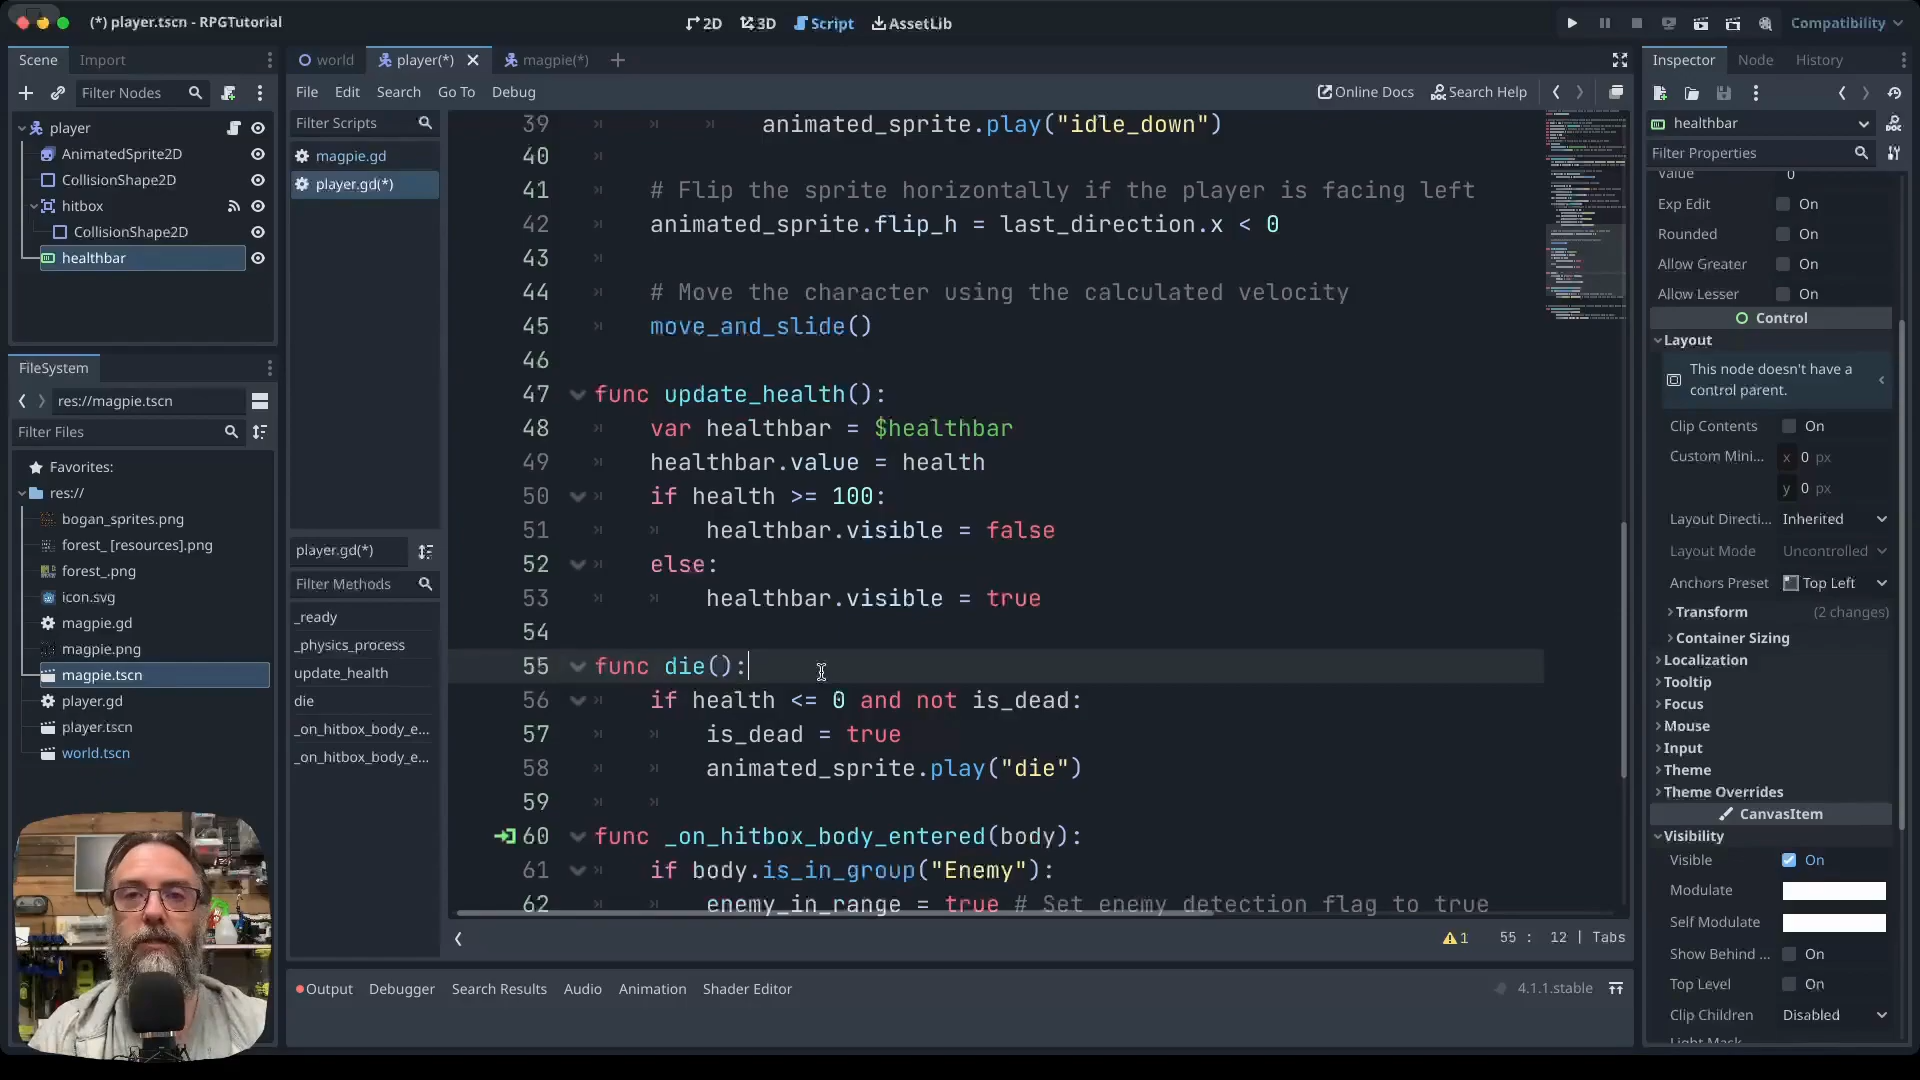 (*) player.tscn - RPGTutorial
2D
3D
Script
AssetLib
Compatibility
Scene
Import
Filter Nodes
player
AnimatedSprite2D
CollisionShape2D
hitbox
CollisionShape2D
healthbar
FileSystem
res://magpie.tscn
Filter Files
Favorites:
res://
bogan_sprites.png
forest_ [resources].png
forest_.png
icon.svg
magpie.gd
magpie.png
magpie.tscn
player.gd
player.tscn
world.tscn
world
player(*)
magpie(*)
File
Edit
Search
Go To
Debug
Online Docs
Search Help
Filter Scripts
magpie.gd
player.gd(*)
player.gd(*)
Filter Methods
_ready
_physics_process
update_health
die
_on_hitbox_body_e...
_on_hitbox_body_e...
39 animated_sprite.play("idle_down")
40
41 # Flip the sprite horizontally if the player is facing left
42 animated_sprite.flip_h = last_direction.x < 0
43
44 # Move the character using the calculated velocity
45 move_and_slide()
46
47 func update_health():
48 var healthbar = $healthbar
49 healthbar.value = health
50 if health >= 100:
51 healthbar.visible = false
52 else:
53 healthbar.visible = true
54
55 func die():
56 if health <= 0 and not is_dead:
57 is_dead = true
58 animated_sprite.play("die")
59
60 func _on_hitbox_body_entered(body):
61 if body.is_in_group("Enemy"):
62 enemy_in_range = true # Set enemy detection flag to true
1
55 : 12 | Tabs
Output
Debugger
Search Results
Audio
Animation
Shader Editor
4.1.1.stable
Inspector
Node
History
healthbar
Filter Properties
Value 0
Exp Edit On
Rounded On
Allow Greater On
Allow Lesser On
Control
Layout
This node doesn't have a
control parent.
Clip Contents On
Custom Mini... x 0 px
y 0 px
Layout Directi... Inherited
Layout Mode Uncontrolled
Anchors Preset Top Left
Transform (2 changes)
Container Sizing
Localization
Tooltip
Focus
Mouse
Input
Theme
Theme Overrides
CanvasItem
Visibility
Visible On
Modulate
Self Modulate
Show Behind ... On
Top Level On
Clip Children Disabled
Light Mask